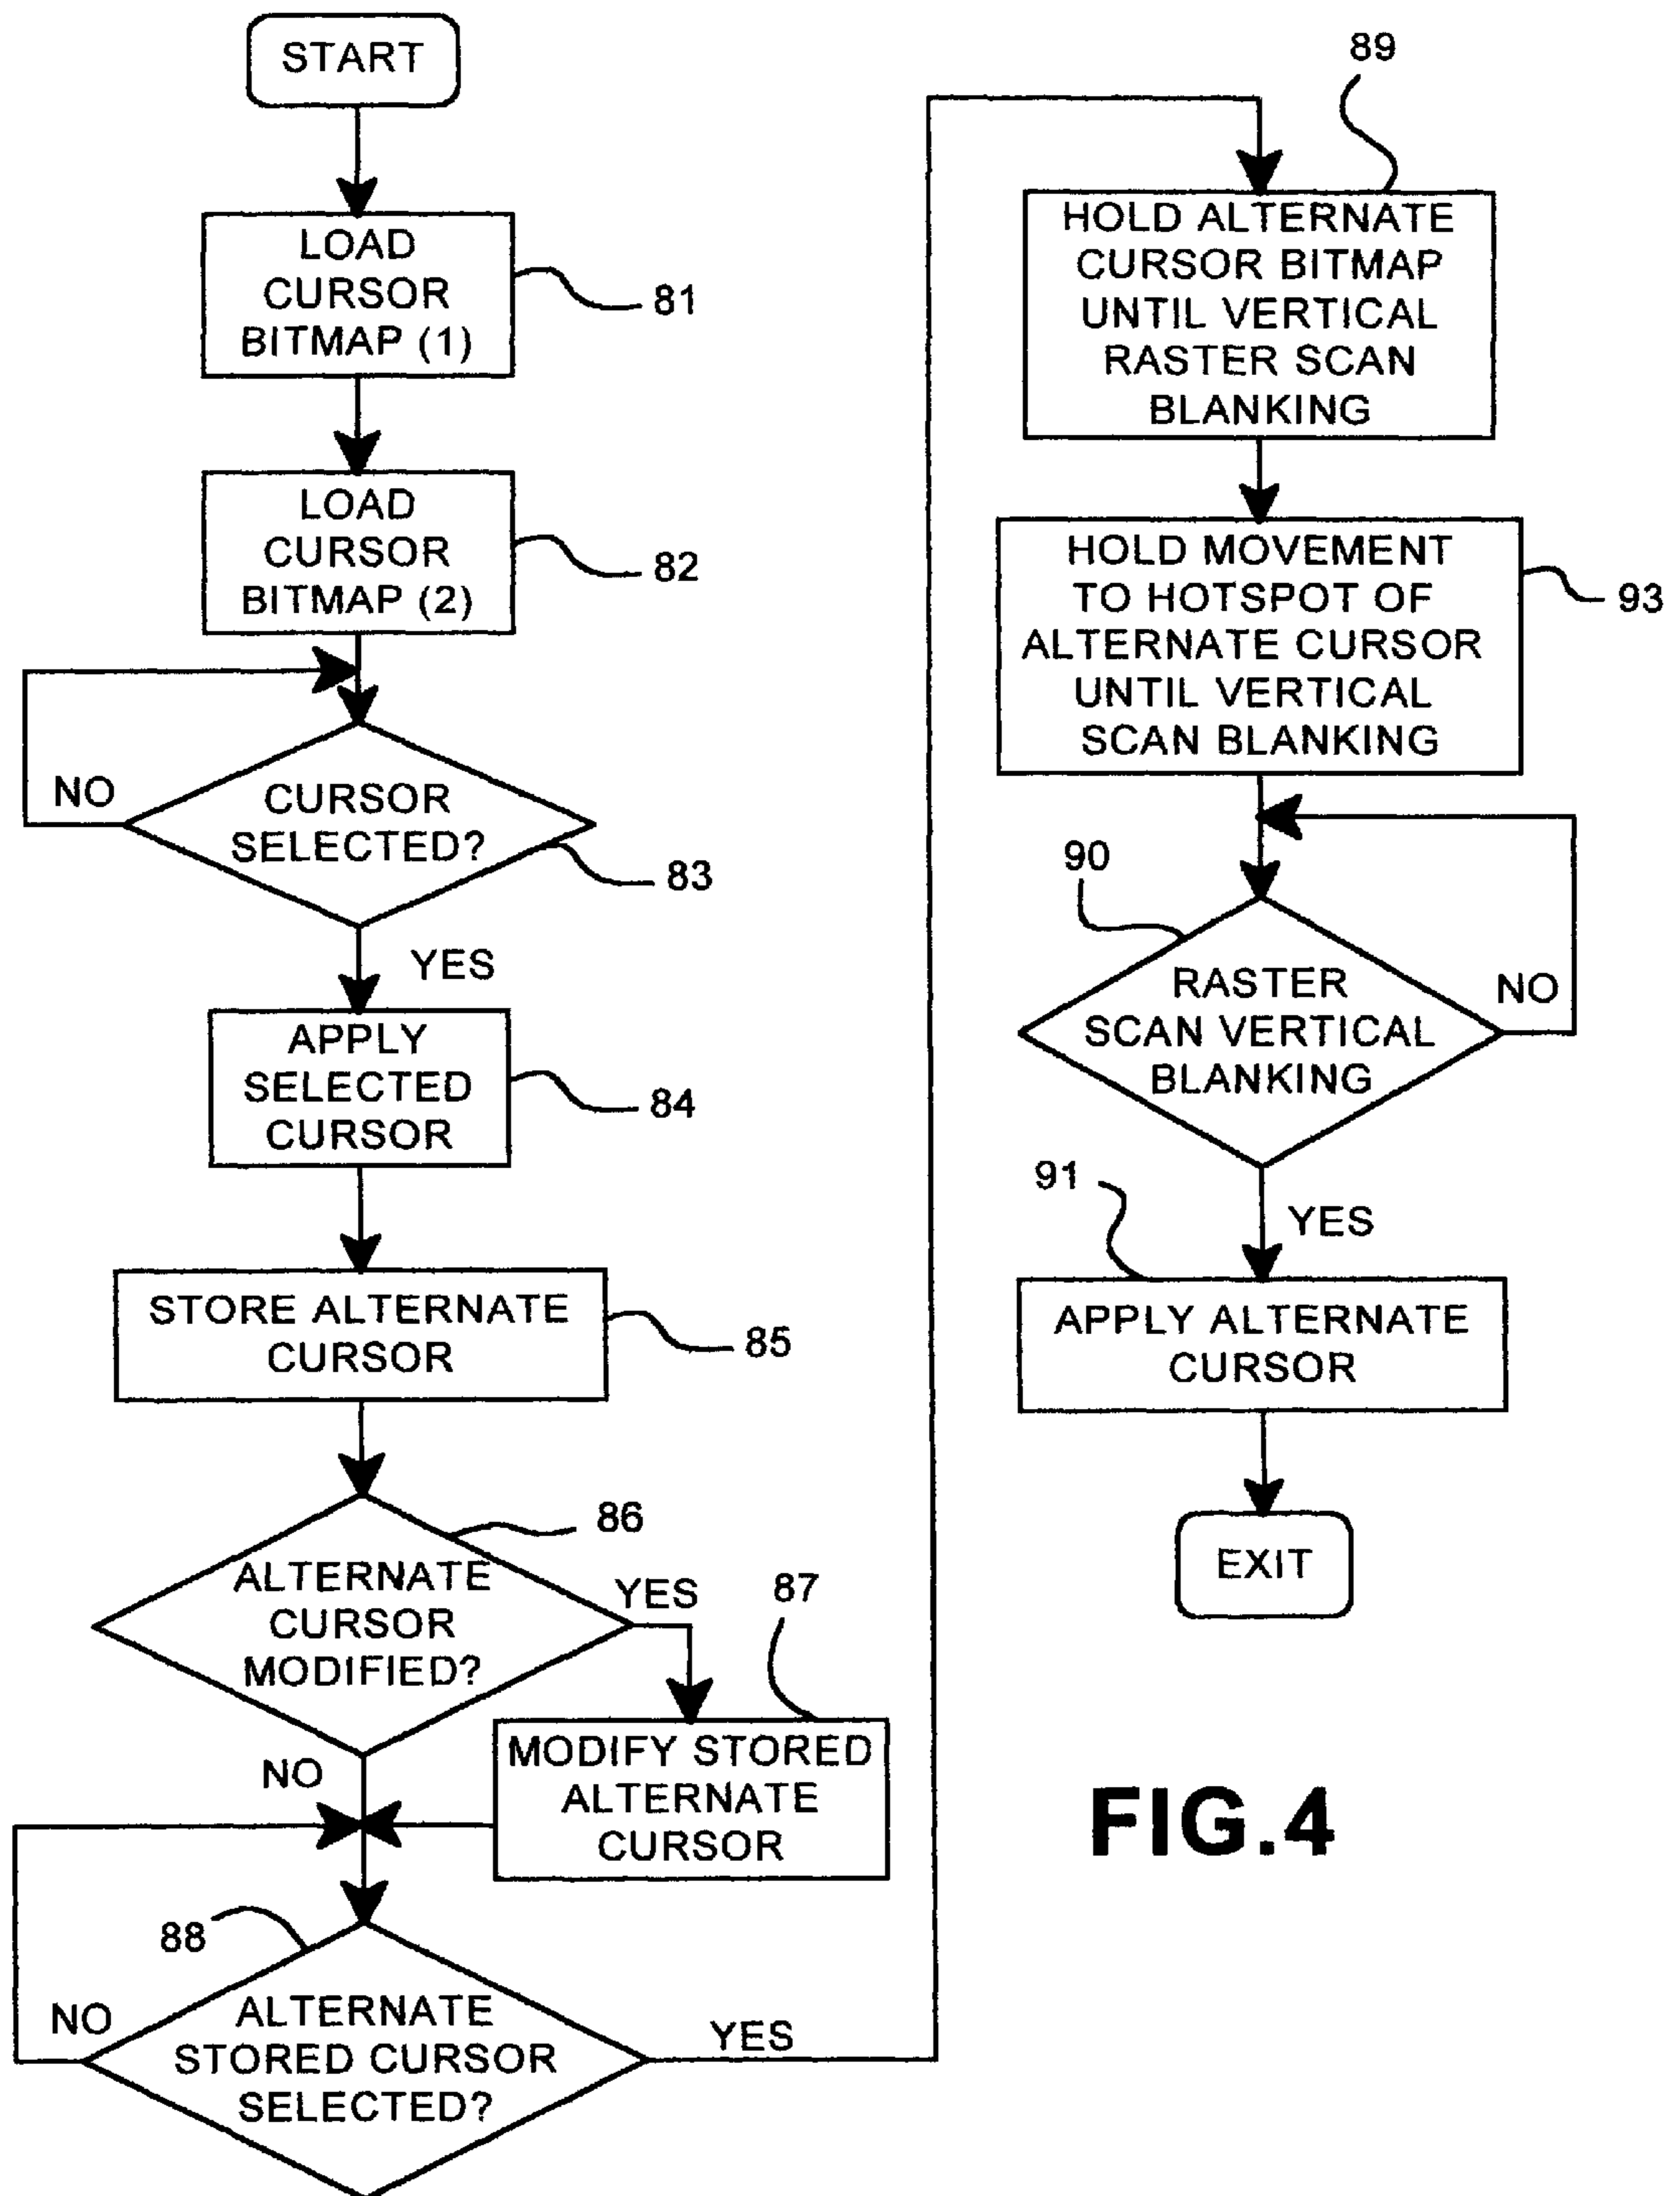 START
LOAD
CURSOR
BITMAP (1)
81
LOAD
CURSOR
BITMAP (2)
82
NO
CURSOR
SELECTED?
83
YES
APPLY
SELECTED
CURSOR
84
STORE ALTERNATE
CURSOR
85
86
ALTERNATE
CURSOR
MODIFIED?
YES
87
NO
MODIFY STORED
ALTERNATE
CURSOR
88
NO
ALTERNATE
STORED CURSOR
SELECTED?
YES
89
HOLD ALTERNATE
CURSOR BITMAP
UNTIL VERTICAL
RASTER SCAN
BLANKING
HOLD MOVEMENT
TO HOTSPOT OF
ALTERNATE CURSOR
UNTIL VERTICAL
SCAN BLANKING
93
90
RASTER
SCAN VERTICAL
BLANKING
NO
91
YES
APPLY ALTERNATE
CURSOR
EXIT
FIG.4